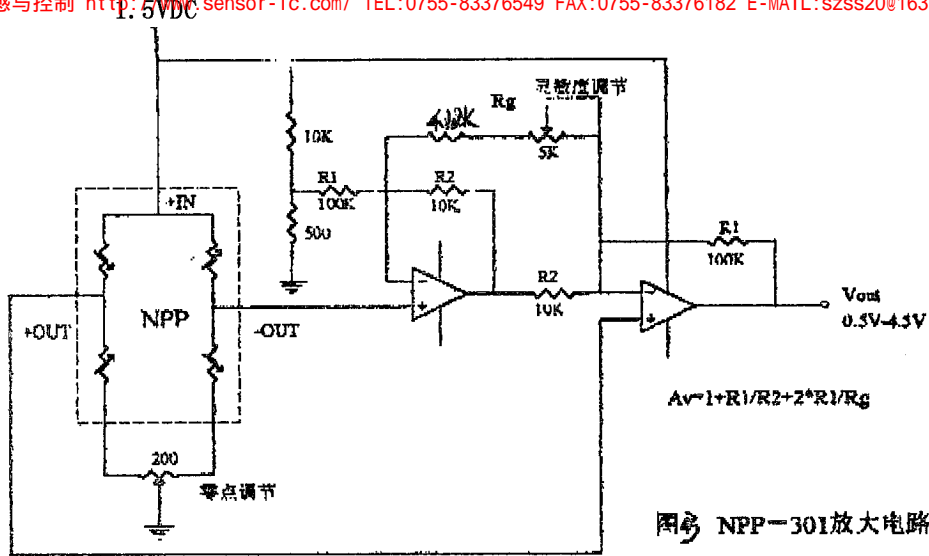 感与控制 http://www.sensor-ic.com/ TEL:0755-83376549 FAX:0755-83376182 E-MAIL:szss20@163
1.5VDC
灵敏度调节
Rg
5K
10K
R1
100K
R2
10K
500
+IN
R1
100K
R2
10K
NPP
+OUT
-OUT
Vout
0.5V-4.5V
Av=1+R1/R2+2*R1/Rg
200
零点调节
NPP-301放大电路